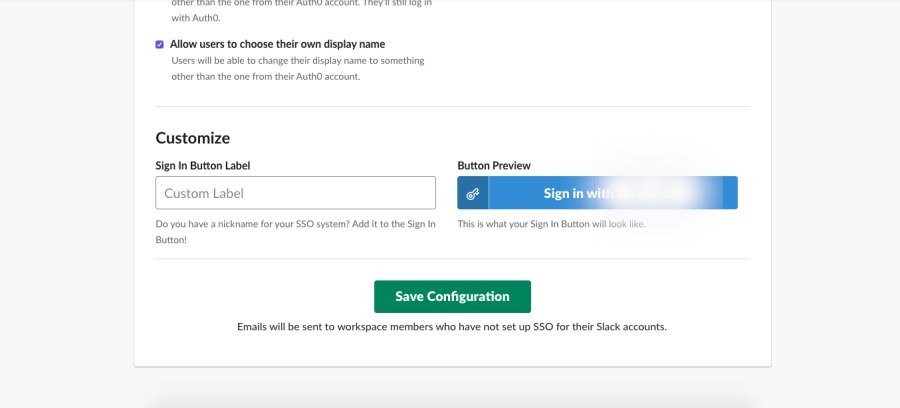 other than the one from their Auth0 account. They'll still log in
with Auth0.
Allow users to choose their own display name
Users will be able to change their display name to something
other than the one from their Auth0 account.
Customize
Sign In Button Label
Button Preview
Custom Label
Sign in with
Do you have a nickname for your SSO system? Add it to the Sign In
Button!
This is what your Sign In Button will look like.
Save Configuration
Emails will be sent to workspace members who have not set up SSO for their Slack accounts.